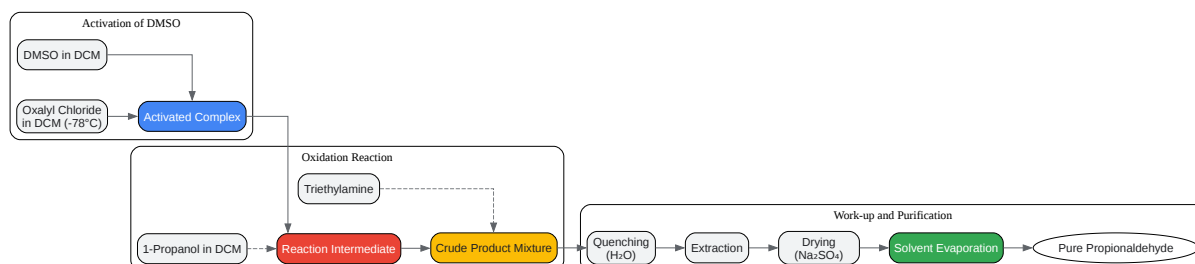 Activation of DMSO
DMSO in DCM
Oxalyl Chloride
in DCM (-78°C)
Activated Complex
Oxidation Reaction
Triethylamine
1-Propanol in DCM
Reaction Intermediate
Crude Product Mixture
Work-up and Purification
Quenching
(H₂O)
Extraction
Drying
(Na₂SO₄)
Solvent Evaporation
Pure Propionaldehyde